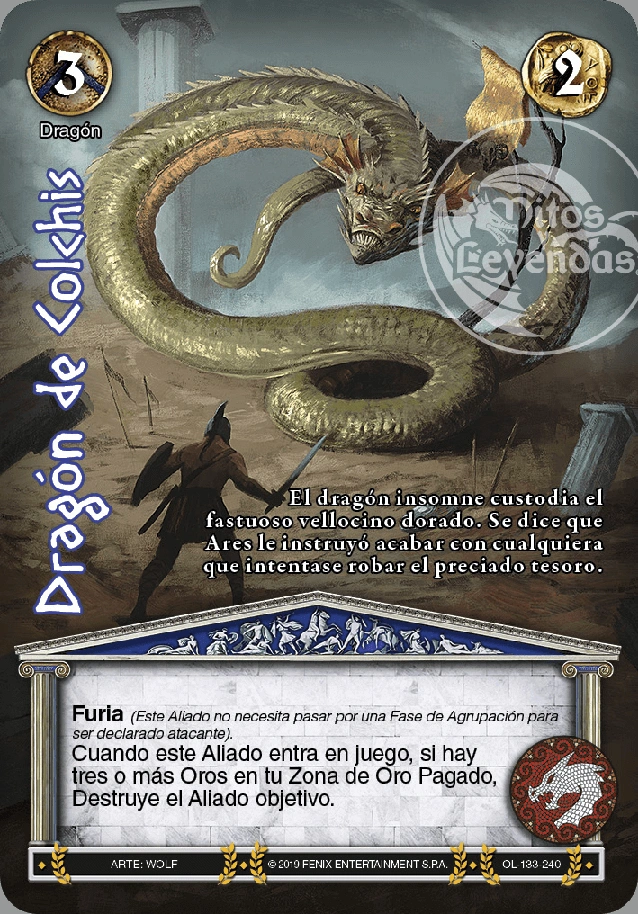 3
2
Dragón
Mitos
Leyendas
Dragón de Colchis
El dragón insomne custodia el
fastuoso vellocino dorado. Se dice que
Ares le instruyó acabar con cualquiera
que intentase robar el preciado tesoro.
Furia (Este Aliado no necesita pasar por una Fase de Agrupación para
ser declarado atacante).
Cuando este Aliado entra en juego, si hay
tres o más Oros en tu Zona de Oro Pagado,
Destruye el Aliado objetivo.
ARTE: WOLF
© 2019 FENIX ENTERTAINMENT S.P.A.
OL-133-240